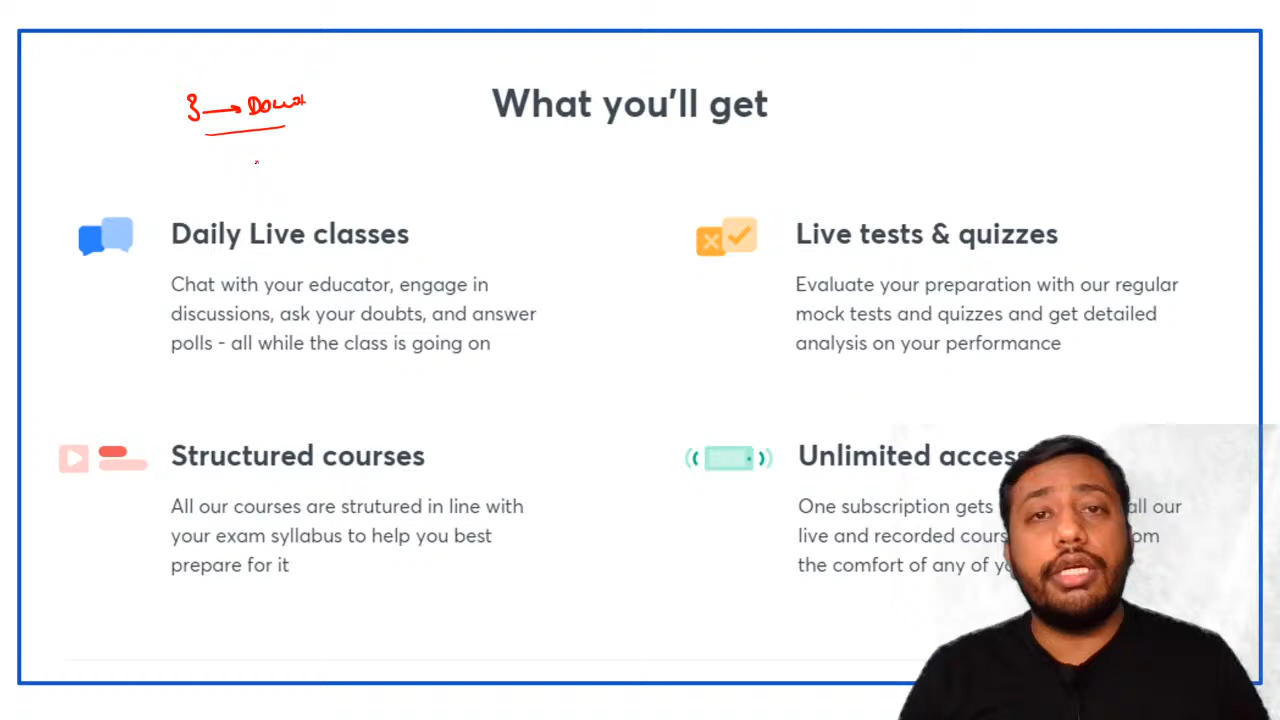 What you'll get
Daily Live classes
Chat with your educator, engage in
discussions, ask your doubts, and answer
polls - all while the class is going on
Live tests & quizzes
Evaluate your preparation with our regular
mock tests and quizzes and get detailed
analysis on your performance
Structured courses
All our courses are strutured in line with
your exam syllabus to help you best
prepare for it
Unlimited access
One subscription gets all our
live and recorded
the comfort of any of